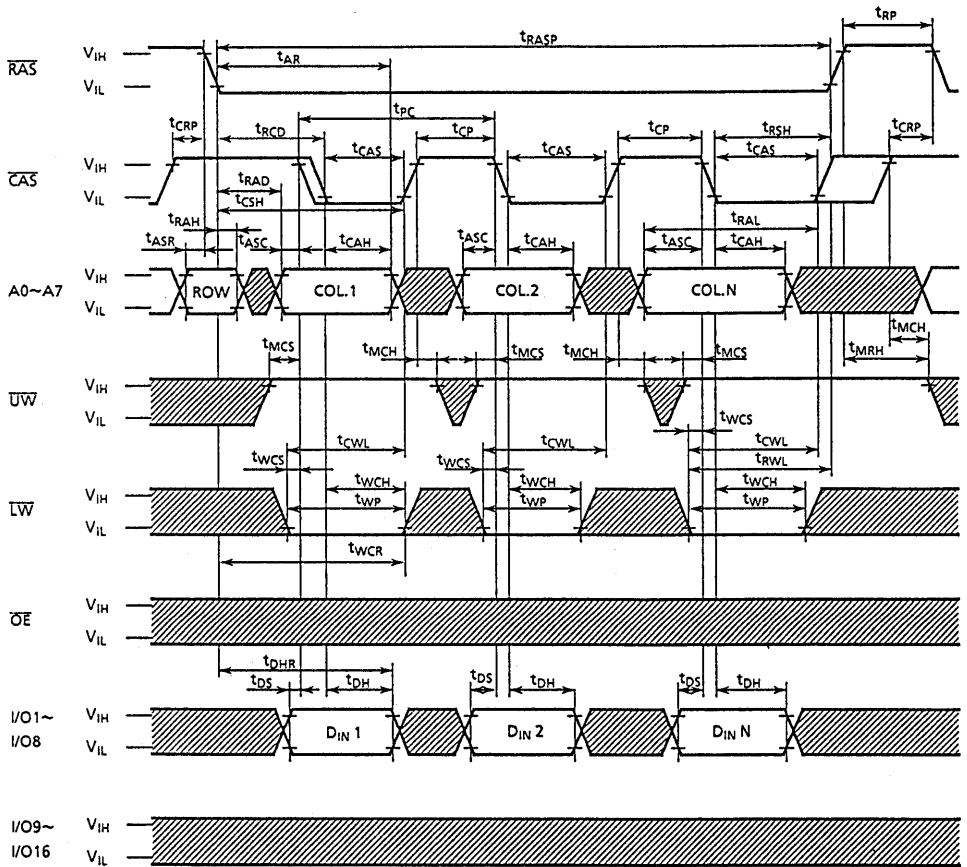 tRP
tRASP
tAR
RAS
VIH
VIL
tPC
tCRP
tRCD
tCP
tCP
tRSH
tCRP
tCAS
tCAS
tCAS
CAS
VIH
VIL
tRAD
tCSH
tRAL
tRAH
tASR
tASC
tCAH
tASC
tCAH
tASC
tCAH
A0~A7
VIH
VIL
ROW
COL.1
COL.2
COL.N
tMCS
tMCH
tMCS
tMCH
tMCS
tMCH
tMRH
UW
VIH
VIL
tWCS
tCWL
tCWL
tCWL
tWCS
tWCS
tRWL
tWCH
tWCH
tWCH
LW
VIH
VIL
tWP
tWP
tWP
tWCR
OE
VIH
VIL
tDHR
tDS
tDH
tDS
tDH
tDS
tDH
I/O1~
I/O8
VIH
VIL
DIN 1
DIN 2
DIN N
I/O9~
I/O16
VIH
VIL